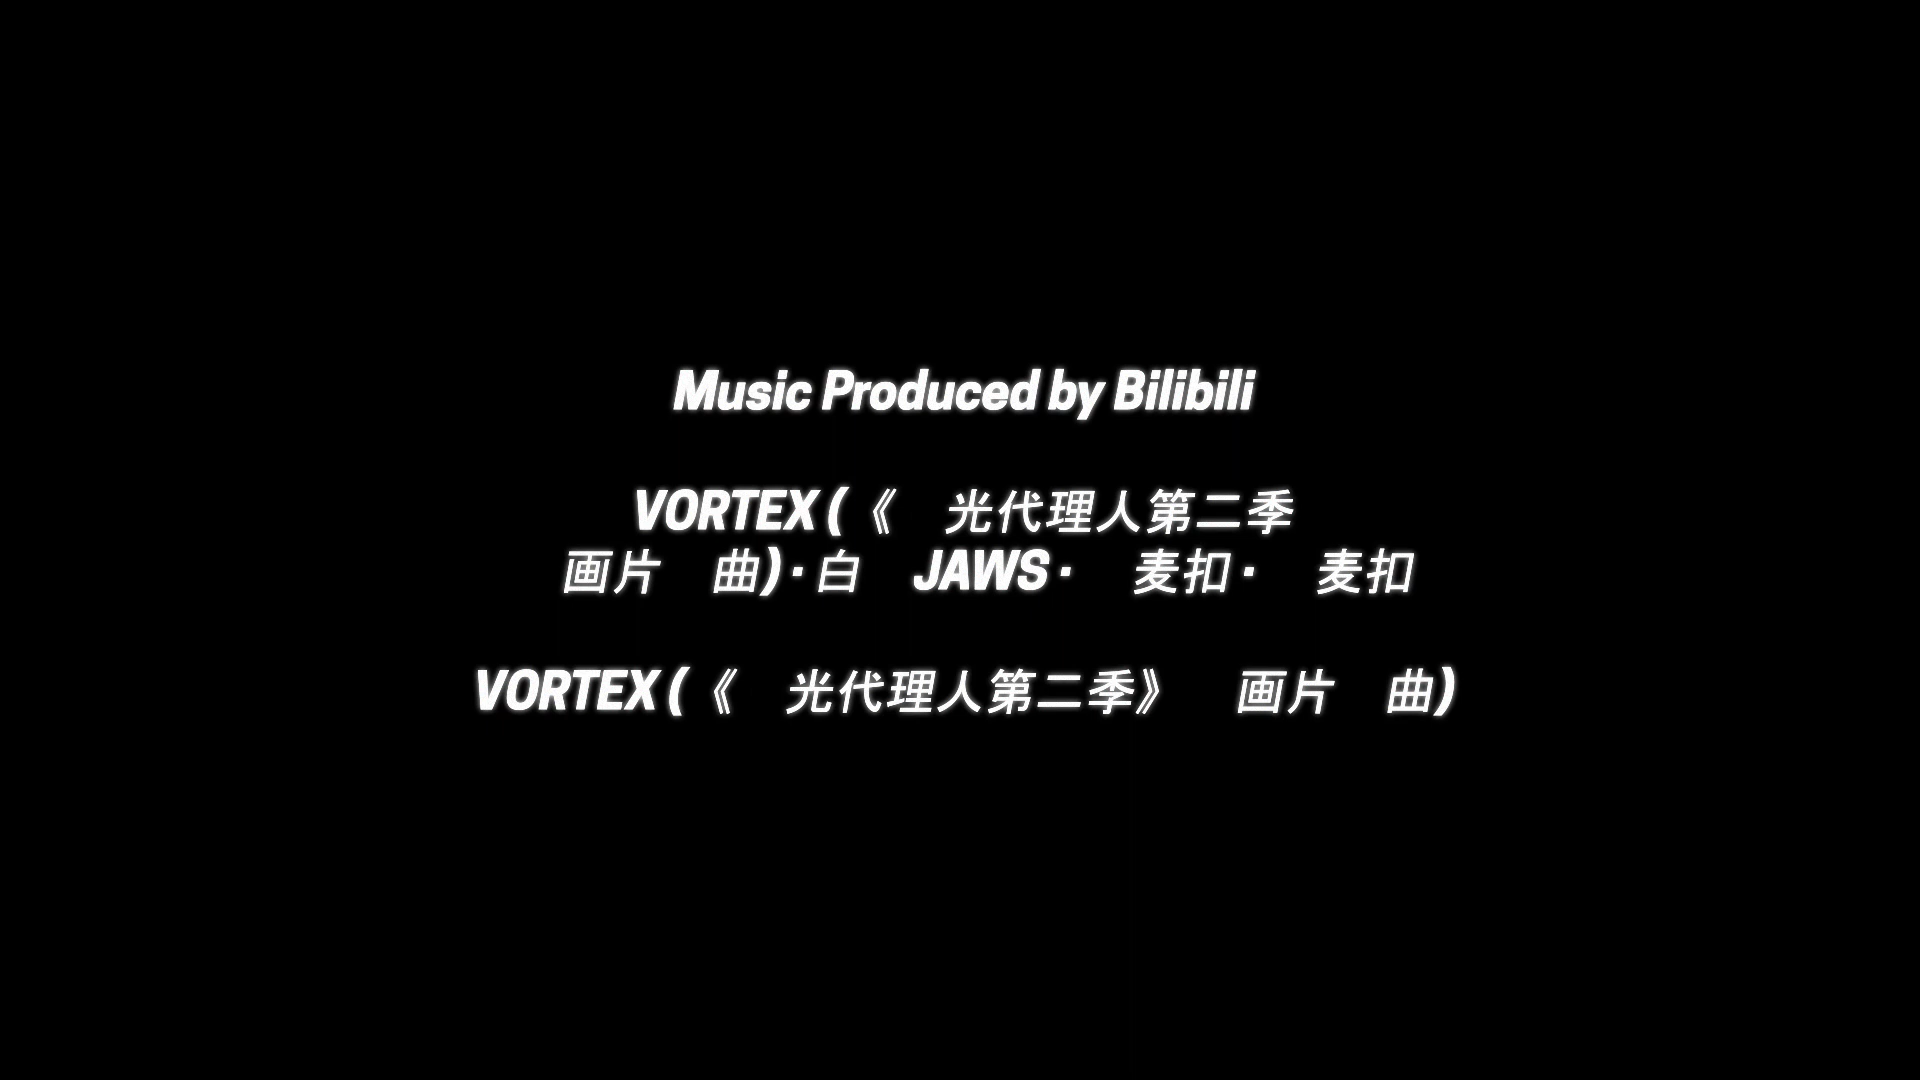 Music Produced by Bilibili
VORTEX (《 光代理人第二季
画片 曲) · 白 JAWS · 麦扣 · 麦扣
VORTEX (《 光代理人第二季》 画片 曲)